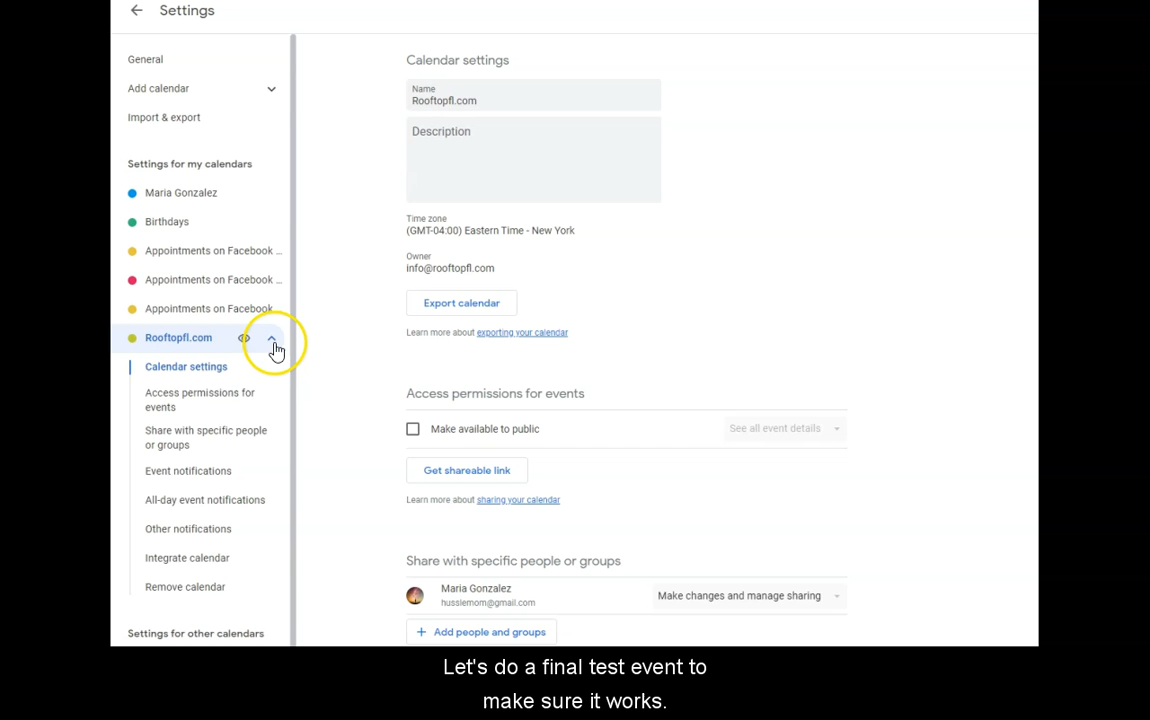 Settings
General
Add calendar
Import & export
Settings for my calendars
Maria Gonzalez
Birthdays
Appointments on Facebook ...
Appointments on Facebook ...
Appointments on Facebook
Rooftopfl.com
Calendar settings
Access permissions for
events
Share with specific people
or groups
Event notifications
All-day event notifications
Other notifications
Integrate calendar
Remove calendar
Settings for other calendars
Calendar settings
Name
Rooftopfl.com
Description
Time zone
(GMT-04:00) Eastern Time - New York
Owner
info@rooftopfl.com
Export calendar
Learn more about exporting your calendar
Access permissions for events
Make available to public
See all event details
Get shareable link
Learn more about sharing your calendar
Share with specific people or groups
Maria Gonzalez
Make changes and manage sharing
husslemom@gmail.com
+ Add people and groups
Let's do a final test event to
make sure it works.